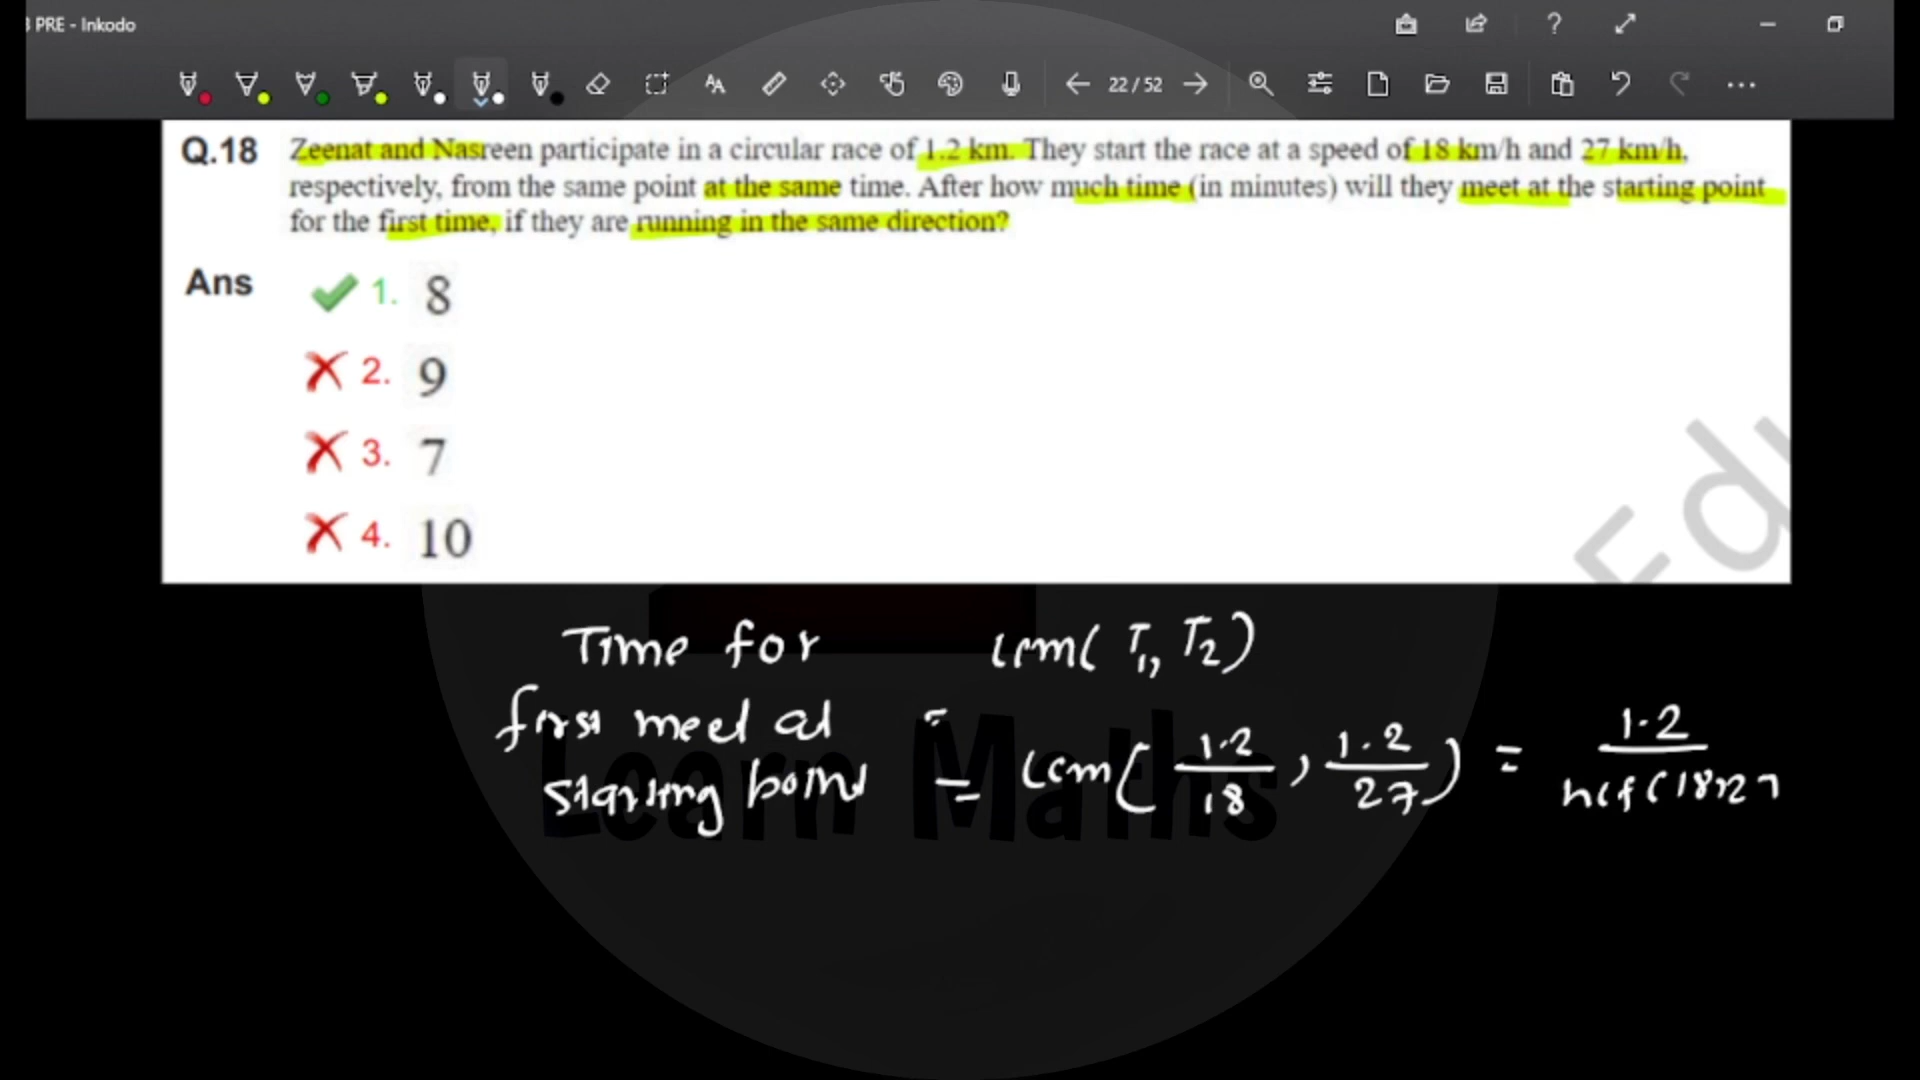 3 PRE - Inkodo
22 / 52
Q.18 Zeenat and Nasreen participate in a circular race of 1.2 km. They start the race at a speed of 18 km/h and 27 km/h,
respectively, from the same point at the same time. After how much time (in minutes) will they meet at the starting point
for the first time, if they are running in the same direction?
Ans
1. 8
2. 9
3. 7
4. 10
Edu
Time for lcm( T1, T2)
first meet at =
starting point = Lcm( 1.2/18 , 1.2/27 ) = 1.2/hcf(18,27
Learn Maths